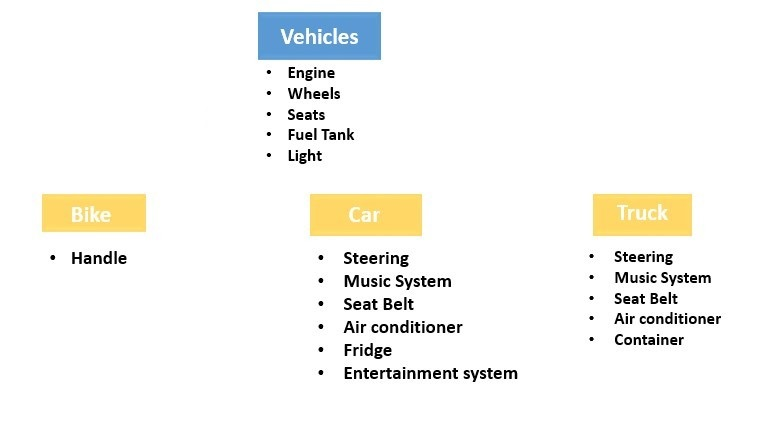 Vehicles
• Engine
• Wheels
• Seats
• Fuel Tank
• Light
Bike
• Handle
Car
• Steering
• Music System
• Seat Belt
• Air conditioner
• Fridge
• Entertainment system
Truck
• Steering
• Music System
• Seat Belt
• Air conditioner
• Container